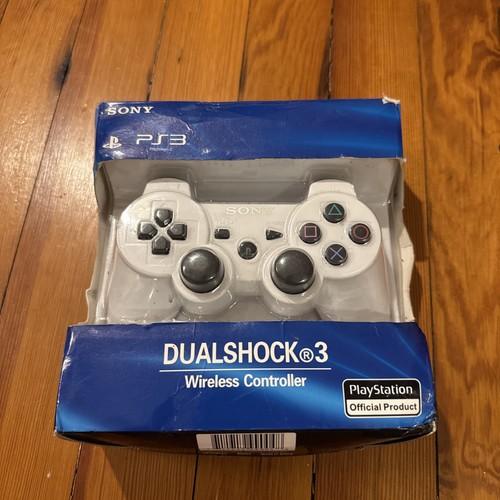 SONY
PS3
SONY
DUALSHOCK®3
Wireless Controller
PlayStation
Official Product